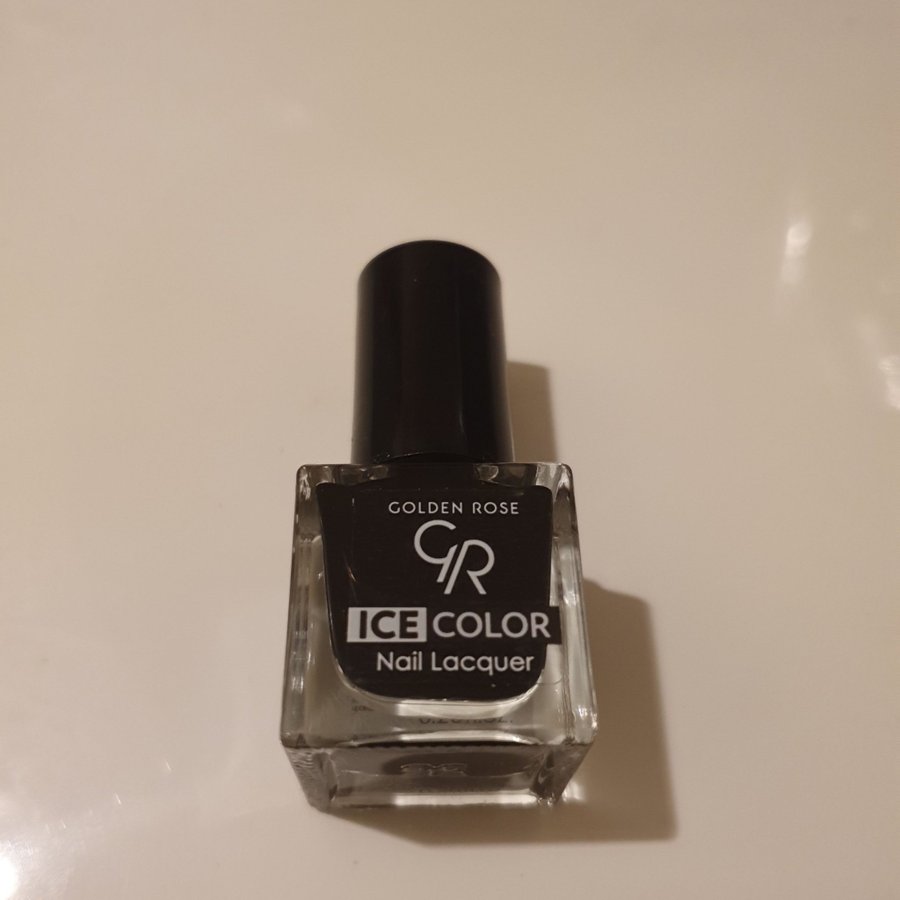 GOLDEN ROSE
GR
ICE COLOR
Nail Lacquer